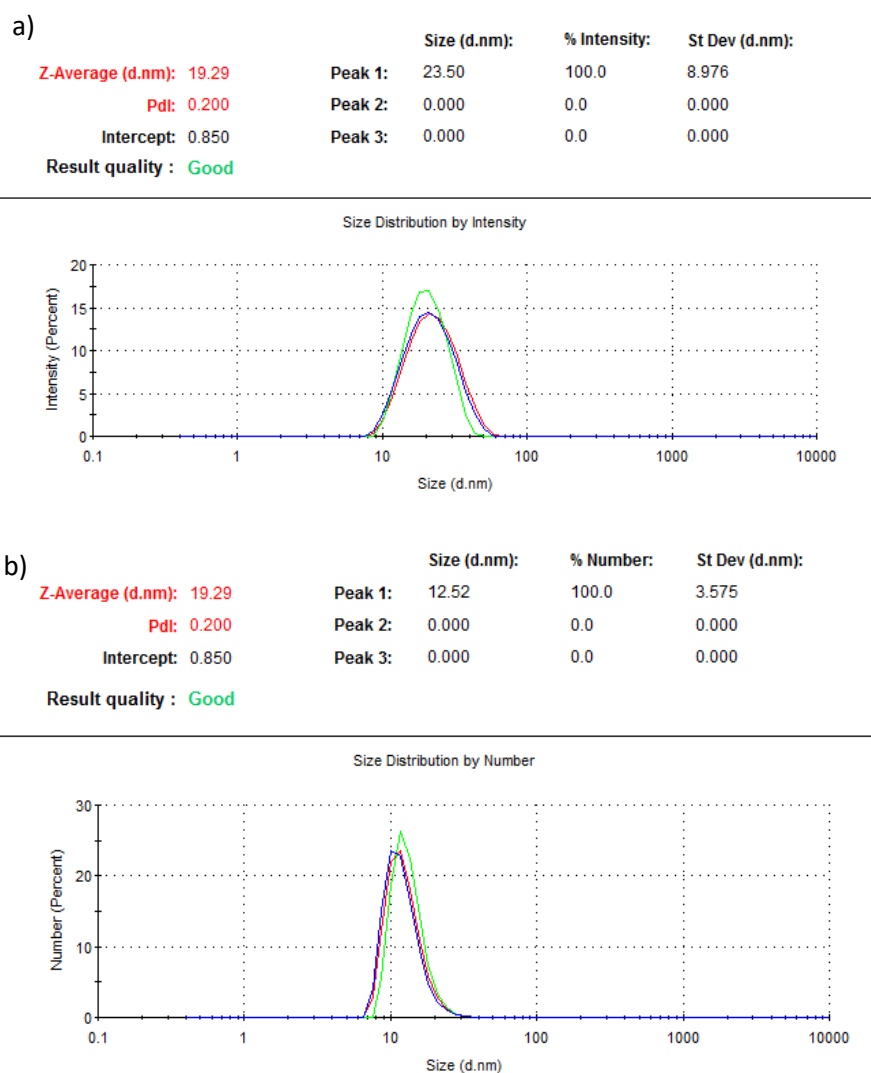 a)
Size (d.nm): % Intensity: St Dev (d.nm):
Z-Average (d.nm): 19.29 Peak 1: 23.50 100.0 8.976
PdI: 0.200 Peak 2: 0.000 0.0 0.000
Intercept: 0.850 Peak 3: 0.000 0.0 0.000
Result quality : Good
Size Distribution by Intensity
20
15
10
5
0
Intensity (Percent)
0.1 1 10 100 1000 10000
Size (d.nm)
b)
Size (d.nm): % Number: St Dev (d.nm):
Z-Average (d.nm): 19.29 Peak 1: 12.52 100.0 3.575
PdI: 0.200 Peak 2: 0.000 0.0 0.000
Intercept: 0.850 Peak 3: 0.000 0.0 0.000
Result quality : Good
Size Distribution by Number
30
20
10
0
Number (Percent)
0.1 1 10 100 1000 10000
Size (d.nm)